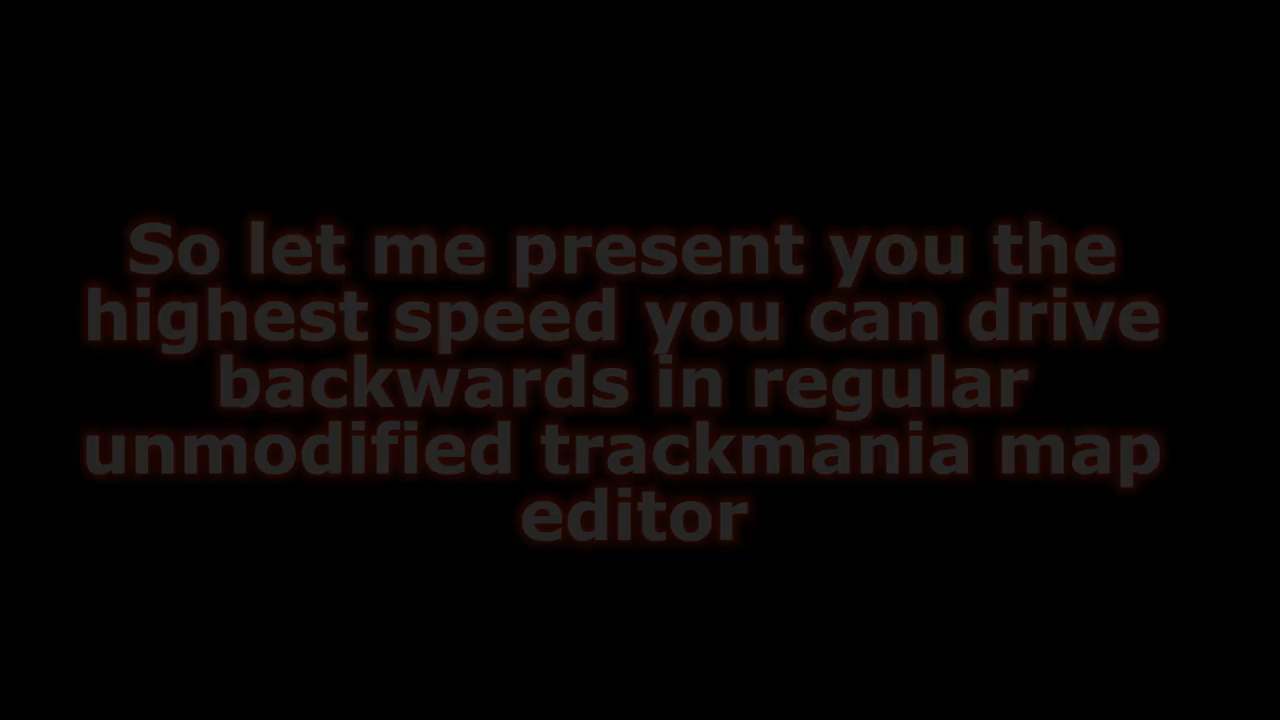 So let me present you the
highest speed you can drive
backwards in regular
unmodified trackmania map
editor